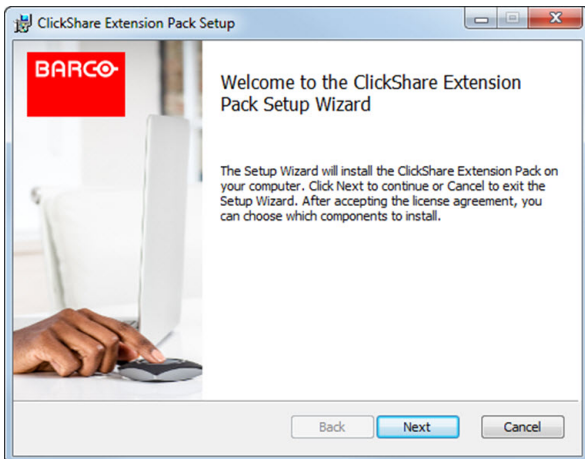 ClickShare Extension Pack Setup
BARCO
Welcome to the ClickShare Extension
Pack Setup Wizard
The Setup Wizard will install the ClickShare Extension Pack on
your computer. Click Next to continue or Cancel to exit the
Setup Wizard. After accepting the license agreement, you
can choose which components to install.
Back
Next
Cancel